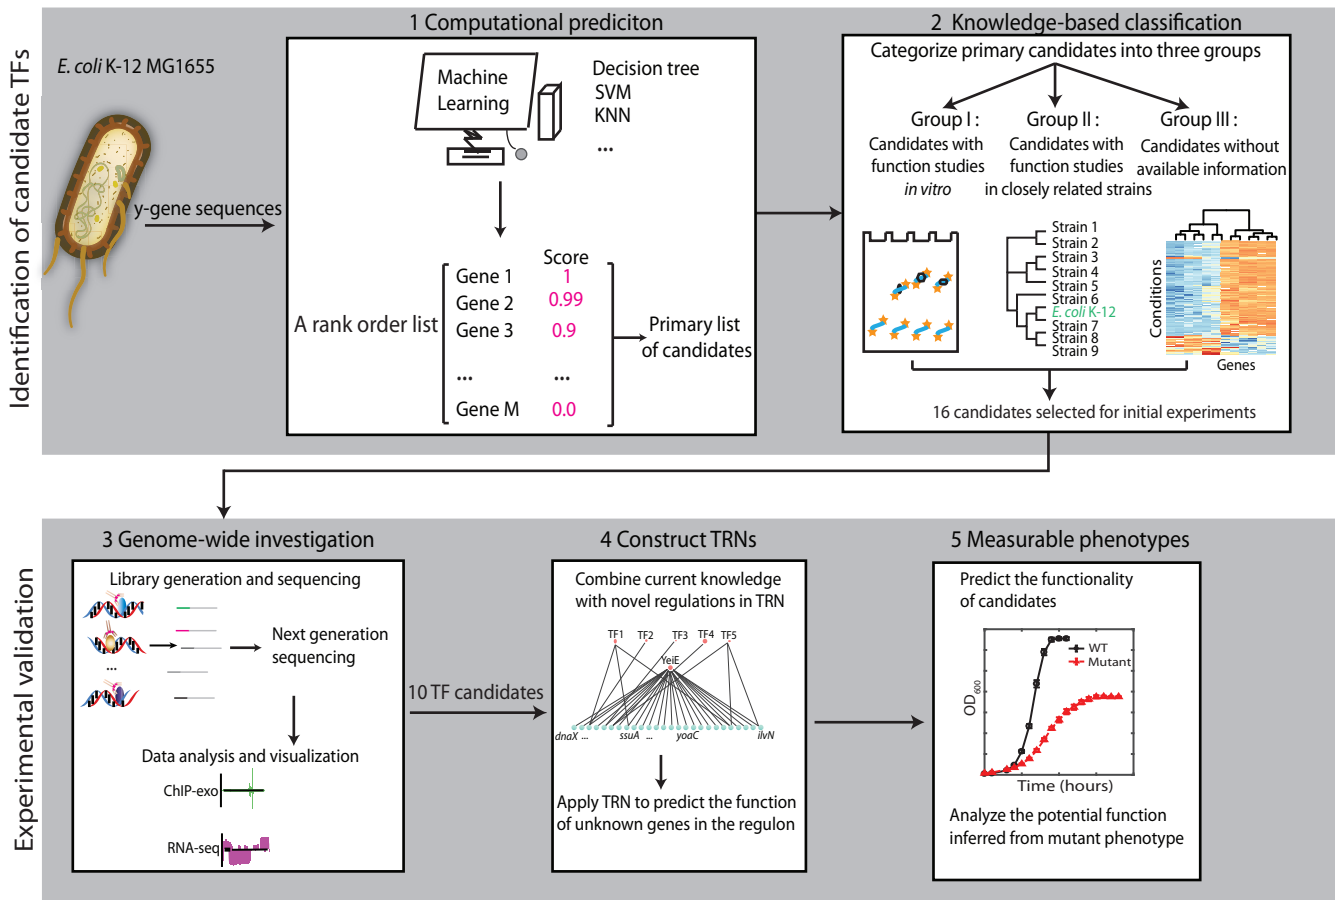 Identification of candidate TFs
E. coli K-12 MG1655
y-gene sequences
1 Computational prediciton
Machine
Learning
Decision tree
SVM
KNN
...
A rank order list
Score
Gene 1 1
Gene 2 0.99
Gene 3 0.9
... ...
Gene M 0.0
Primary list
of candidates
2 Knowledge-based classification
Categorize primary candidates into three groups
Group I :
Candidates with
function studies
in vitro
Group II :
Candidates with
function studies
in closely related strains
Group III :
Candidates without
available information
Strain 1
Strain 2
Strain 3
Strain 4
Strain 5
Strain 6
E. coli K-12
Strain 7
Strain 8
Strain 9
Conditions
Genes
16 candidates selected for initial experiments
Experimental validation
3 Genome-wide investigation
Library generation and sequencing
...
Next generation
sequencing
Data analysis and visualization
ChIP-exo
RNA-seq
10 TF candidates
4 Construct TRNs
Combine current knowledge
with novel regulations in TRN
TF1 TF2 TF3 TF4 TF5
YeiE
dnaX ... ssuA ... yoaC ilvN
Apply TRN to predict the function
of unknown genes in the regulon
5 Measurable phenotypes
Predict the functionality
of candidates
WT
Mutant
OD600
Time (hours)
Analyze the potential function
inferred from mutant phenotype